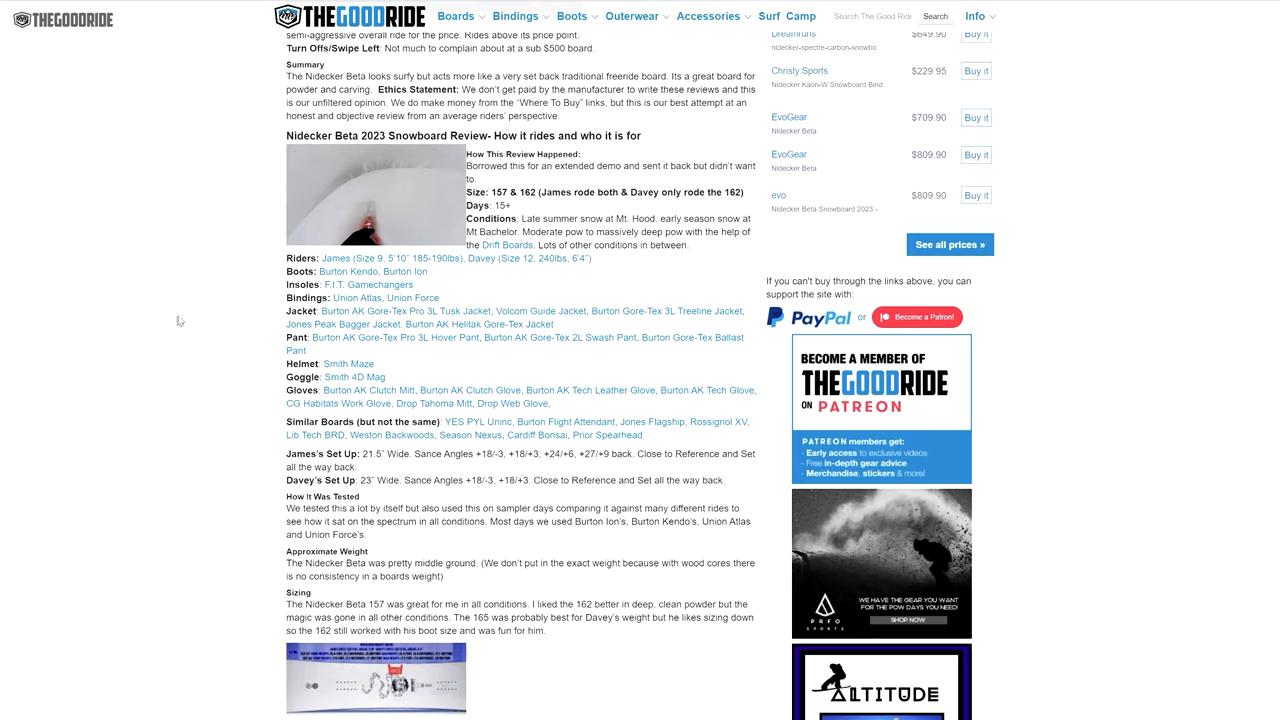 THEGOODRIDE
THEGOODRIDE
Boards Bindings Boots Outerwear Accessories Surf Camp
Search The Good Ride Search Info
semi-aggressive overall ride for the price. Rides above its price point.
Turn Offs/Swipe Left: Not much to complain about at a sub $500 board.
Summary
The Nidecker Beta looks surfy but acts more like a very set back traditional freeride board. Its a great board for
powder and carving. Ethics Statement: We don't get paid by the manufacturer to write these reviews and this
is our unfiltered opinion. We do make money from the “Where To Buy” links, but this is our best attempt at an
honest and objective review from an average riders’ perspective.
Nidecker Beta 2023 Snowboard Review- How it rides and who it is for
How This Review Happened:
Borrowed this for an extended demo and sent it back but didn’t want
to.
Size: 157 & 162 (James rode both & Davey only rode the 162)
Days: 15+
Conditions: Late summer snow at Mt. Hood. early season snow at
Mt Bachelor. Moderate pow to massively deep pow with the help of
the Drift Boards. Lots of other conditions in between.
Riders: James (Size 9, 5’10” 185-190lbs), Davey (Size 12, 240lbs, 6’4″)
Boots: Burton Kendo, Burton Ion
Insoles: F.I.T. Gamechangers
Bindings: Union Atlas, Union Force
Jacket: Burton AK Gore-Tex Pro 3L Tusk Jacket, Volcom Guide Jacket, Burton Gore-Tex 3L Treeline Jacket,
Jones Peak Bagger Jacket. Burton AK Helitak Gore-Tex Jacket
Pant: Burton AK Gore-Tex Pro 3L Hover Pant, Burton AK Gore-Tex 2L Swash Pant, Burton Gore-Tex Ballast
Pant
Helmet: Smith Maze
Goggle: Smith 4D Mag
Gloves: Burton AK Clutch Mitt, Burton AK Clutch Glove, Burton AK Tech Leather Glove, Burton AK Tech Glove,
CG Habitats Work Glove, Drop Tahoma Mitt, Drop Web Glove,
Similar Boards (but not the same): YES PYL Uninc, Burton Flight Attendant, Jones Flagship, Rossignol XV,
Lib Tech BRD, Weston Backwoods, Season Nexus, Cardiff Bonsai, Prior Spearhead
James’s Set Up: 21.5” Wide. Sance Angles +18/-3, +18/+3, +24/+6, +27/+9 back. Close to Reference and Set
all the way back.
Davey’s Set Up: 23” Wide. Sance Angles +18/-3, +18/+3. Close to Reference and Set all the way back.
How It Was Tested
We tested this a lot by itself but also used this on sampler days comparing it against many different rides to
see how it sat on the spectrum in all conditions. Most days we used Burton Ion’s, Burton Kendo’s, Union Atlas
and Union Force’s.
Approximate Weight
The Nidecker Beta was pretty middle ground. (We don’t put in the exact weight because with wood cores there
is no consistency in a boards weight)
Sizing
The Nidecker Beta 157 was great for me in all conditions. I liked the 162 better in deep, clean powder but the
magic was gone in all other conditions. The 165 was probably best for Davey’s weight but he likes sizing down
so the 162 still worked with his boot size and was fun for him.
Dreamruns $649.90 Buy it
nidecker-spectre-carbon-snowbo
Christy Sports $229.95 Buy it
Nidecker Kaon-W Snowboard Bind
EvoGear $709.90 Buy it
Nidecker Beta
EvoGear $809.90 Buy it
Nidecker Beta
evo $809.90 Buy it
Nidecker Beta Snowboard 2023 -
See all prices »
If you can't buy through the links above, you can
support the site with:
PayPal or Become a Patron!
BECOME A MEMBER OF
THEGOODRIDE
ON PATREON
PATREON members get:
- Early access to exclusive videos
- Free in-depth gear advice
- Merchandise, stickers & more!
WE HAVE THE GEAR YOU WANT
FOR THE POW DAYS YOU NEED!
PRFO
SPORTS
SHOP NOW
ALTITUDE